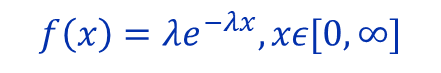 f(x) = λe^{-λx}, xϵ[0, ∞]